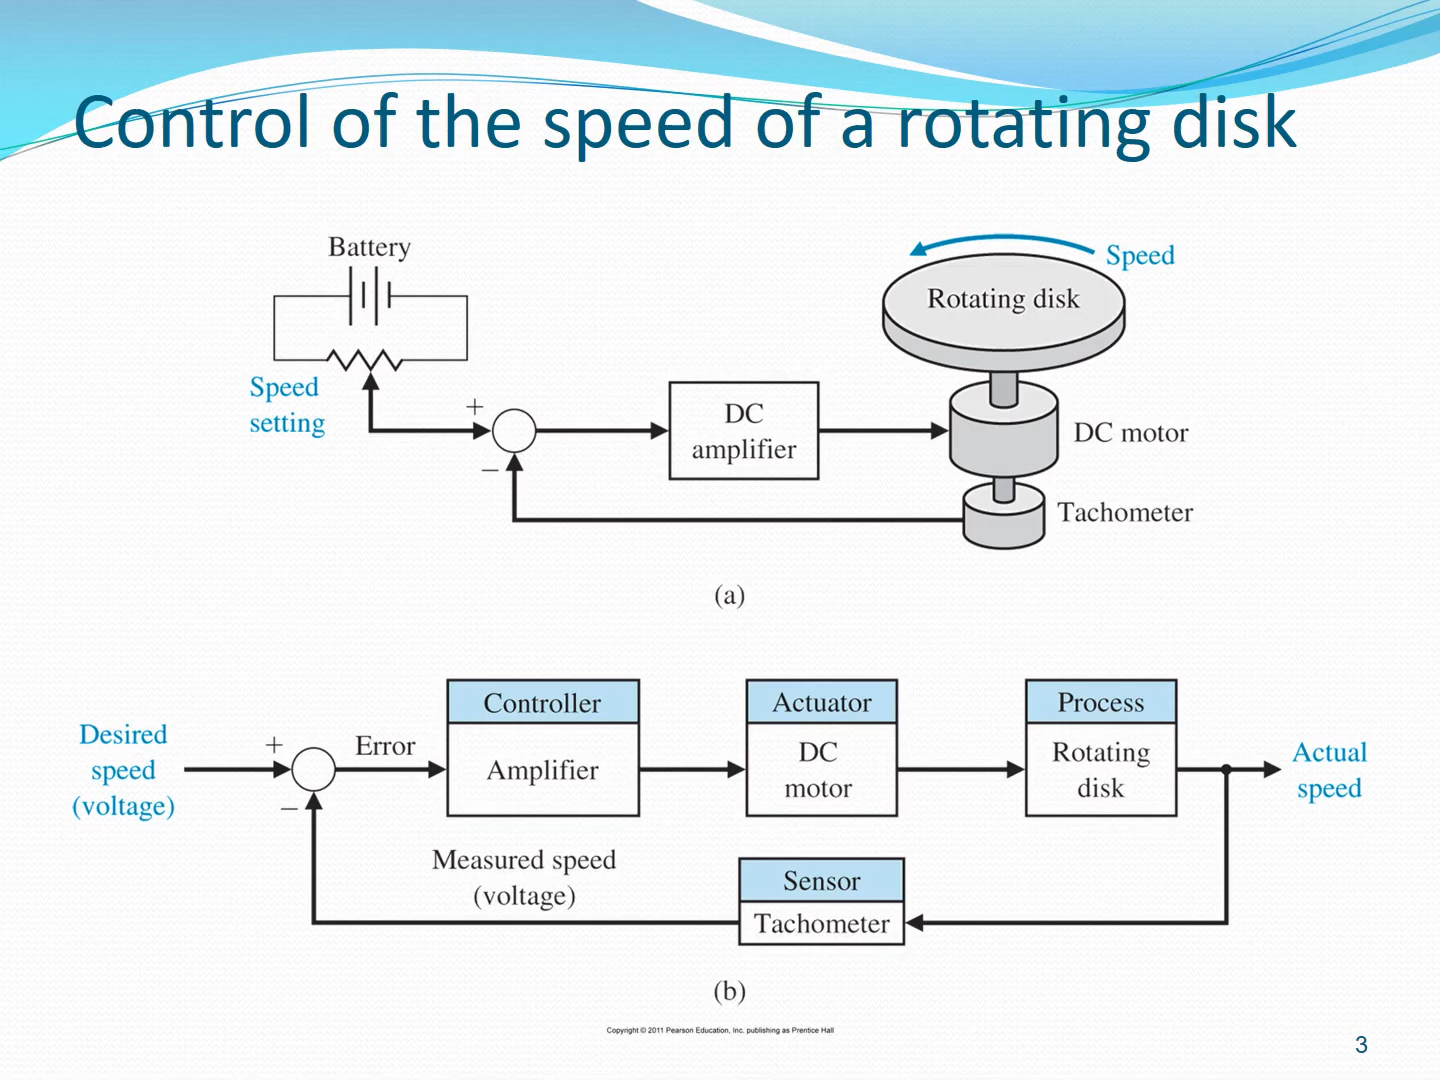 Control of the speed of a rotating disk
Battery
Speed
Rotating disk
Speed
setting
+
−
DC
amplifier
DC motor
Tachometer
(a)
Controller
Actuator
Process
Desired
speed
(voltage)
+
−
Error
Amplifier
DC
motor
Rotating
disk
Actual
speed
Measured speed
(voltage)
Sensor
Tachometer
(b)
Copyright © 2011 Pearson Education, Inc. publishing as Prentice Hall
3